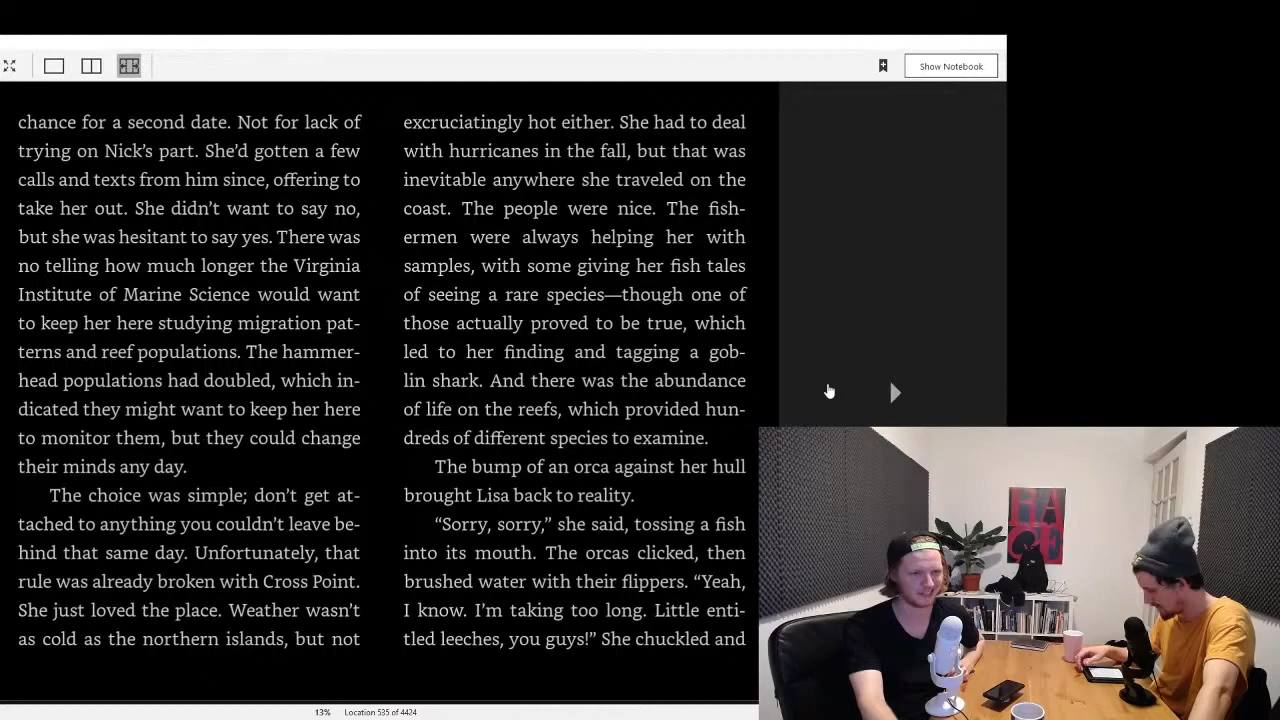 Show Notebook
chance for a second date. Not for lack of
trying on Nick’s part. She’d gotten a few
calls and texts from him since, offering to
take her out. She didn’t want to say no,
but she was hesitant to say yes. There was
no telling how much longer the Virginia
Institute of Marine Science would want
to keep her here studying migration pat-
terns and reef populations. The hammer-
head populations had doubled, which in-
dicated they might want to keep her here
to monitor them, but they could change
their minds any day.
The choice was simple; don’t get at-
tached to anything you couldn’t leave be-
hind that same day. Unfortunately, that
rule was already broken with Cross Point.
She just loved the place. Weather wasn’t
as cold as the northern islands, but not
excruciatingly hot either. She had to deal
with hurricanes in the fall, but that was
inevitable anywhere she traveled on the
coast. The people were nice. The fish-
ermen were always helping her with
samples, with some giving her fish tales
of seeing a rare species—though one of
those actually proved to be true, which
led to her finding and tagging a gob-
lin shark. And there was the abundance
of life on the reefs, which provided hun-
dreds of different species to examine.
The bump of an orca against her hull
brought Lisa back to reality.
“Sorry, sorry,” she said, tossing a fish
into its mouth. The orcas clicked, then
brushed water with their flippers. “Yeah,
I know. I’m taking too long. Little enti-
tled leeches, you guys!” She chuckled and
13% Location 535 of 4424